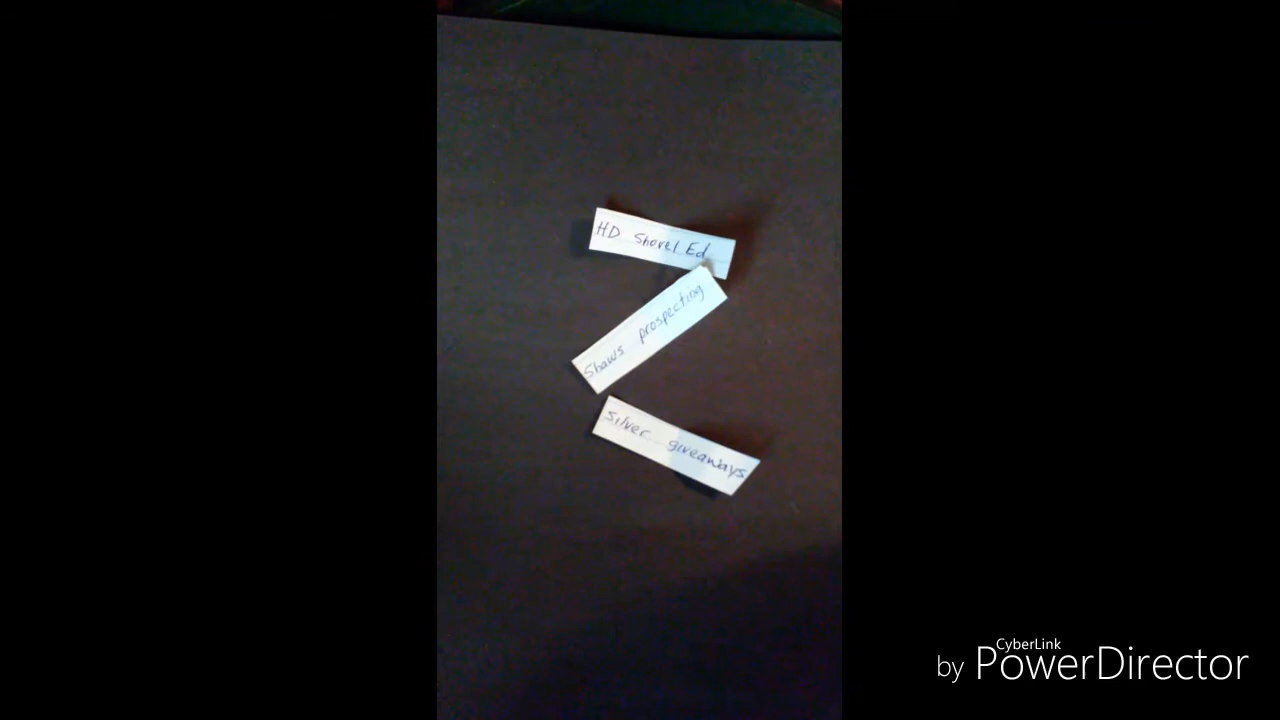 HD Shovel Ed
Shaws prospecting
Silver giveaways
CyberLink
by PowerDirector